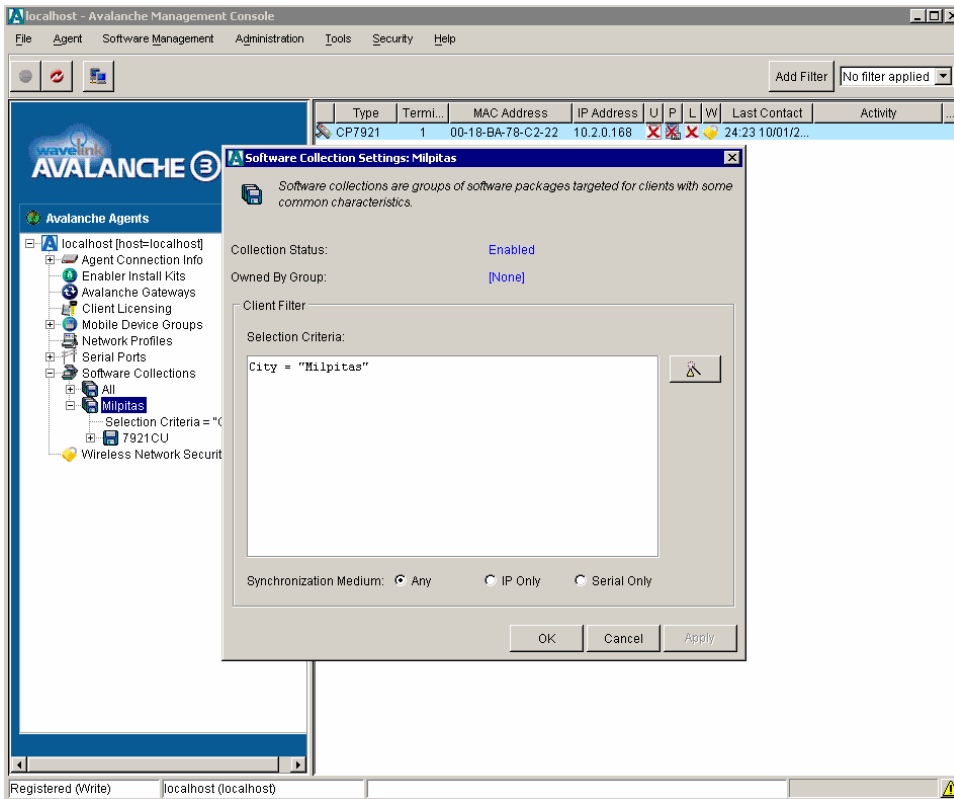 localhost - Avalanche Management Console
File Agent Software Management Administration Tools Security Help
Add Filter No filter applied
Type Termi... MAC Address IP Address U P L W Last Contact Activity ...
CP7921 1 00-18-BA-78-C2-22 10.2.0.168 24:23 10/01/2...
wavelink
AVALANCHE 3
Avalanche Agents
localhost [host=localhost]
Agent Connection Info
Enabler Install Kits
Avalanche Gateways
Client Licensing
Mobile Device Groups
Network Profiles
Serial Ports
Software Collections
All
Milpitas
Selection Criteria = "C
7921CU
Wireless Network Securit
Software Collection Settings: Milpitas
Software collections are groups of software packages targeted for clients with some
common characteristics.
Collection Status: Enabled
Owned By Group: [None]
Client Filter
Selection Criteria:
City = "Milpitas"
Synchronization Medium: Any IP Only Serial Only
OK Cancel Apply
Registered (Write) localhost (localhost)